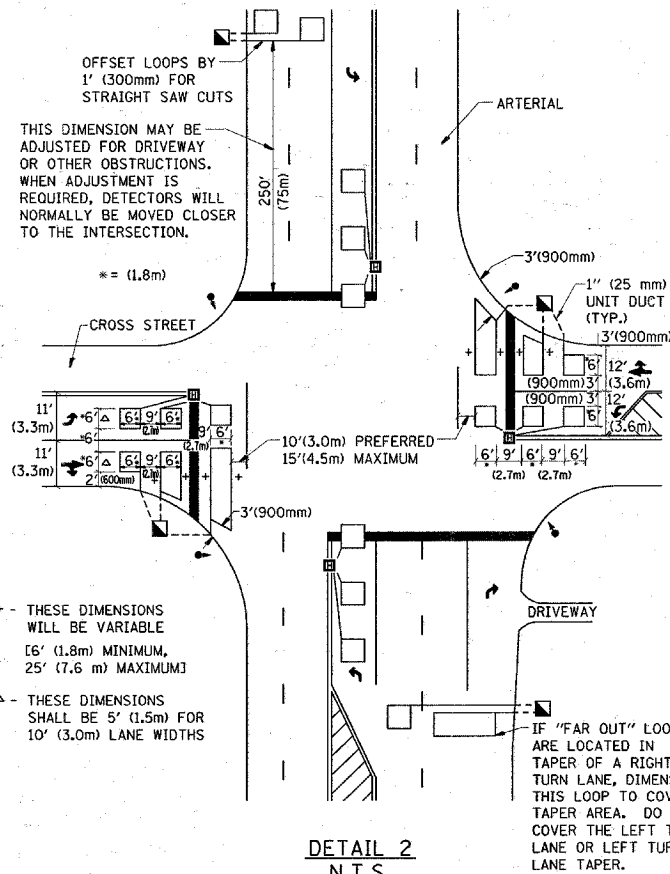 OFFSET LOOPS BY
1' (300mm) FOR
STRAIGHT SAW CUTS
THIS DIMENSION MAY BE
ADJUSTED FOR DRIVEWAY
OR OTHER OBSTRUCTIONS.
WHEN ADJUSTMENT IS
REQUIRED, DETECTORS WILL
NORMALLY BE MOVED CLOSER
TO THE INTERSECTION.
250'
(75m)
ARTERIAL
* = (1.8m)
3'(900mm)
1" (25 mm)
UNIT DUCT
(TYP.)
CROSS STREET
3'(900mm)
*6'
12'
(3.6m)
(900mm) 3'
(900mm) 3'
*6'
12'
(3.6m)
11'
(3.3m)
*6'
6' 9' 6'
(2.7m)
*6'
9' 6'
(2.7m) *
11'
(3.3m)
*6'
6' 9' 6'
(2.7m)
2' (600mm)
10'(3.0m) PREFERRED
15'(4.5m) MAXIMUM
6' 9' 6' 9' 6'
* (2.7m) * (2.7m) *
3'(900mm)
- THESE DIMENSIONS
WILL BE VARIABLE
[6' (1.8m) MINIMUM,
25' (7.6 m) MAXIMUM]
- THESE DIMENSIONS
SHALL BE 5' (1.5m) FOR
10' (3.0m) LANE WIDTHS
DRIVEWAY
IF "FAR OUT" LOO
ARE LOCATED IN
TAPER OF A RIGHT
TURN LANE, DIMENS
THIS LOOP TO COV
TAPER AREA. DO
COVER THE LEFT T
LANE OR LEFT TUR
LANE TAPER.
DETAIL 2
N.T.S.